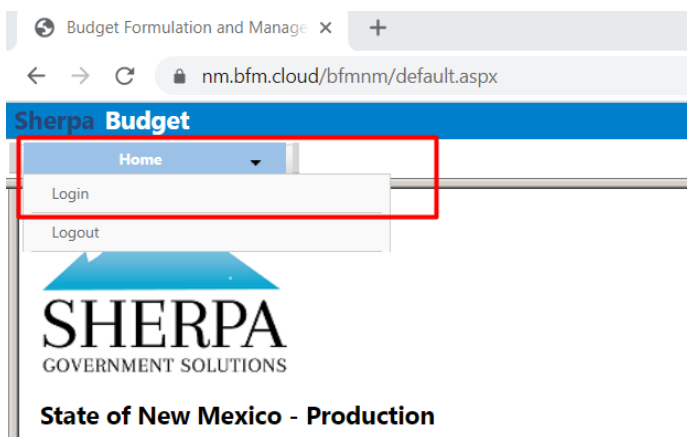 Budget Formulation and Manage
nm.bfm.cloud/bfmnm/default.aspx
Sherpa Budget
Home
Login
Logout
SHERPA
GOVERNMENT SOLUTIONS
State of New Mexico - Production